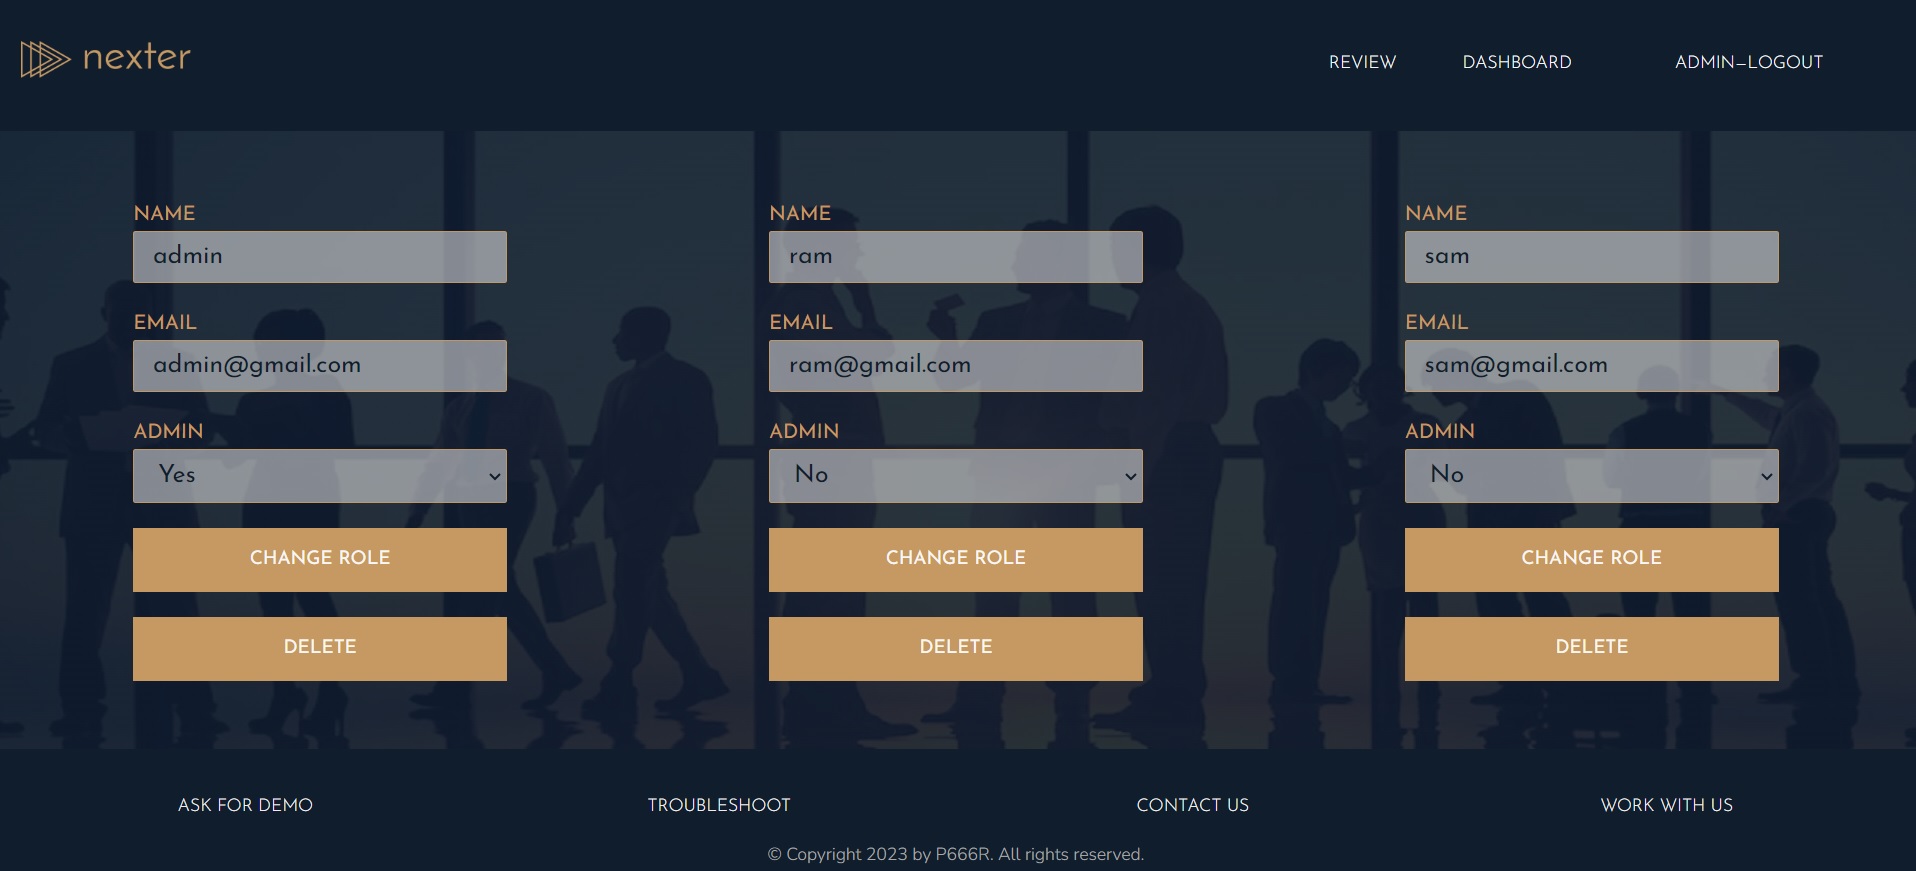 nexter
REVIEW DASHBOARD ADMIN–LOGOUT
NAME NAME NAME
admin ram sam
EMAIL EMAIL EMAIL
admin@gmail.com ram@gmail.com sam@gmail.com
ADMIN ADMIN ADMIN
Yes No No
CHANGE ROLE CHANGE ROLE CHANGE ROLE
DELETE DELETE DELETE
ASK FOR DEMO TROUBLESHOOT CONTACT US WORK WITH US
© Copyright 2023 by P666R. All rights reserved.